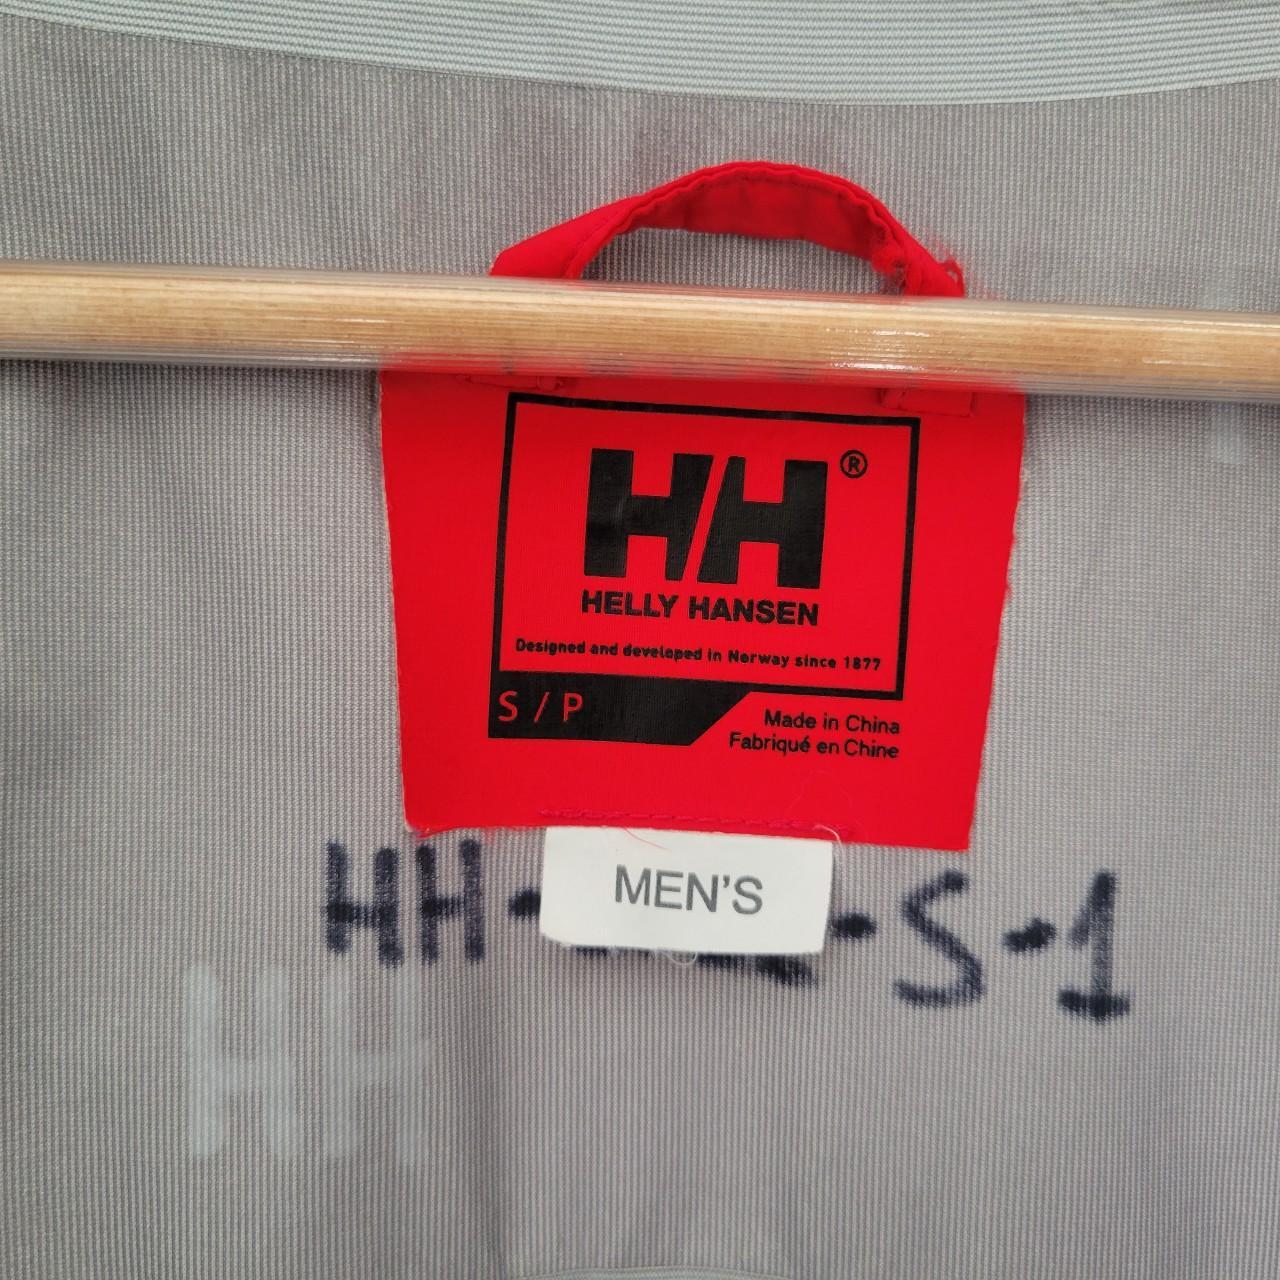 HH®
HELLY HANSEN
Designed and developed in Norway since 1877
S / P
Made in China
Fabriqué en Chine
MEN'S
HH- -S-1
HH